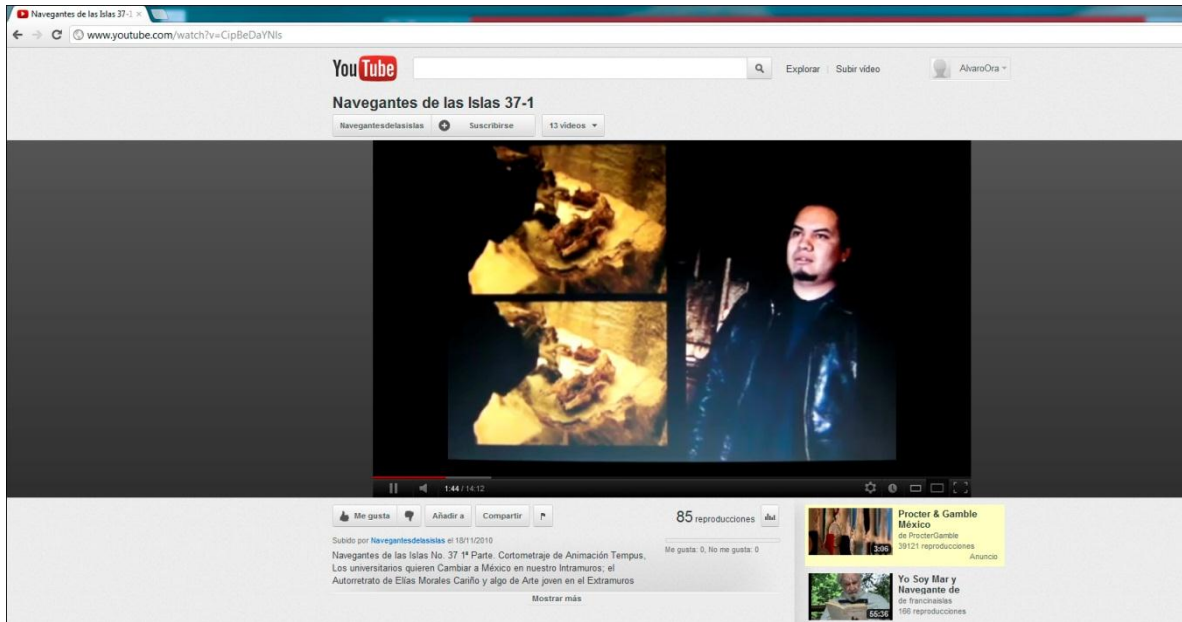 Navegantes de las Islas 37-1
www.youtube.com/watch?v=CipBeDaYNls
YouTube
Explorar | Subir vídeo
AlvaroOra
Navegantes de las Islas 37-1
Navegantesdelasislas
Suscribirse
13 vídeos
1:44 / 14:12
Me gusta
Añadir a
Compartir
85 reproducciones
Subido por Navegantesdelasislas el 18/11/2010
Me gusta: 0, No me gusta: 0
Navegantes de las Islas No. 37 1ª Parte. Cortometraje de Animación Tempus,
Los universitarios quieren Cambiar a México en nuestro Intramuros; el
Autorretrato de Elías Morales Cariño y algo de Arte joven en el Extramuros
Mostrar más
3:06
Procter & Gamble
México
de ProcterGamble
39121 reproducciones
Anuncio
55:36
Yo Soy Mar y
Navegante de
de francinaislas
166 reproducciones